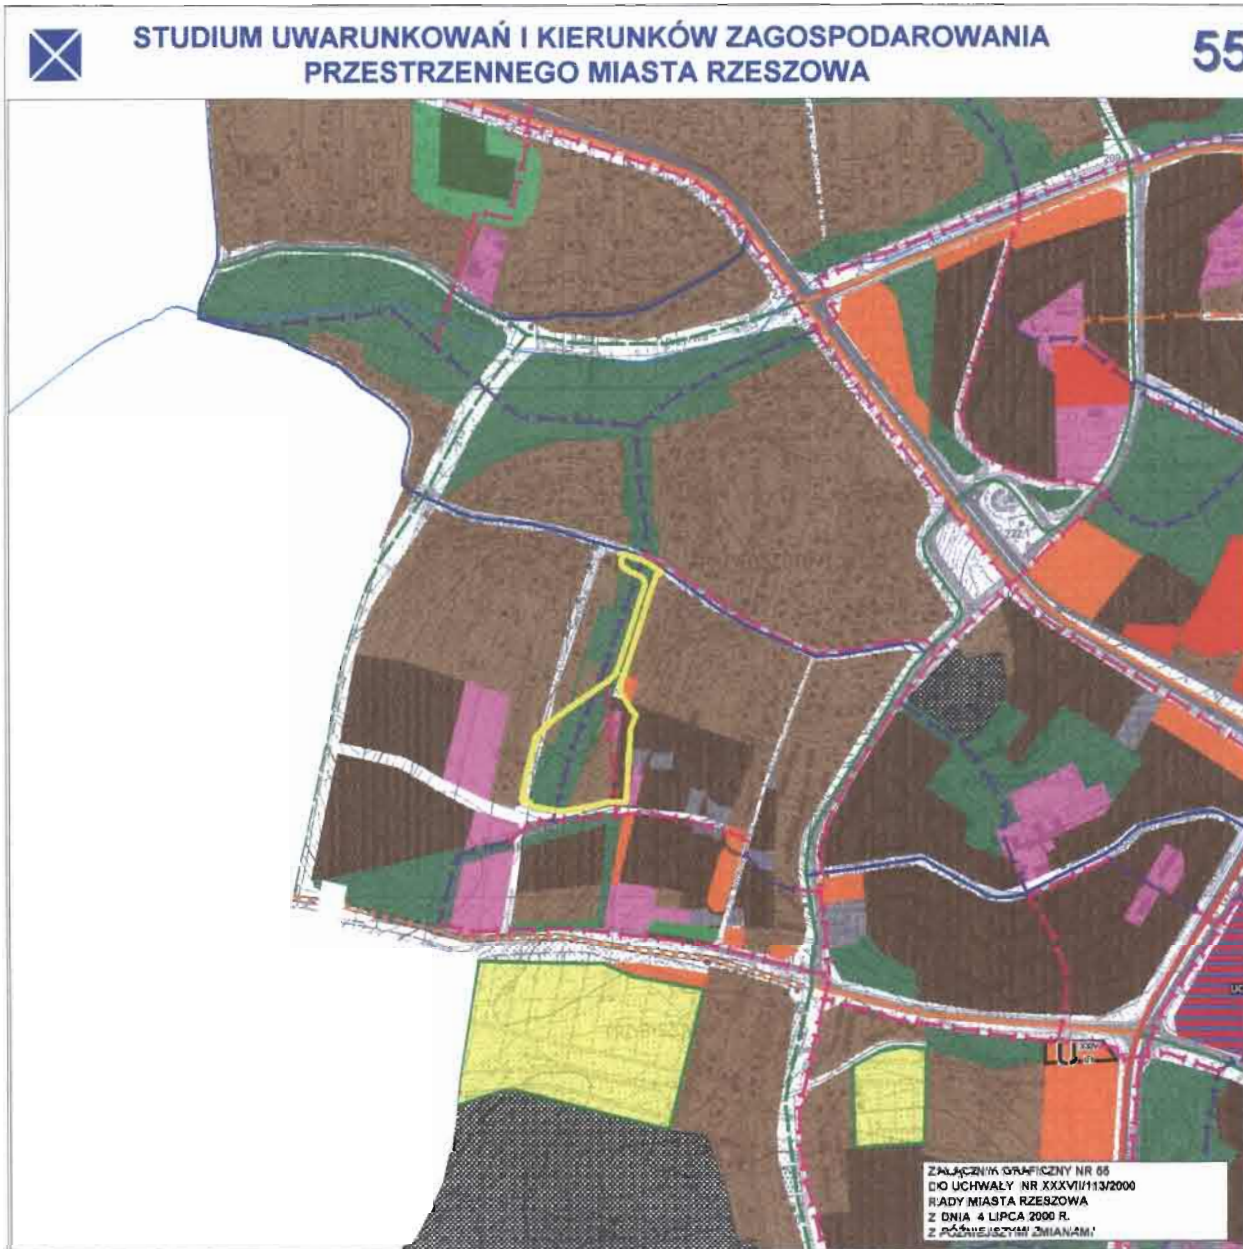 STUDIUM UWARUNKOWAŃ I KIERUNKÓW ZAGOSPODAROWANIA
PRZESTRZENNEGO MIASTA RZESZOWA
55
U
ZAŁĄCZNIK GRAFICZNY NR 55
DO UCHWAŁY NR XXXVII/113/2000
RADY MIASTA RZESZOWA
Z DNIA 4 LIPCA 2000 R.
Z PÓŹNIEJSZYMI ZMIANAMI